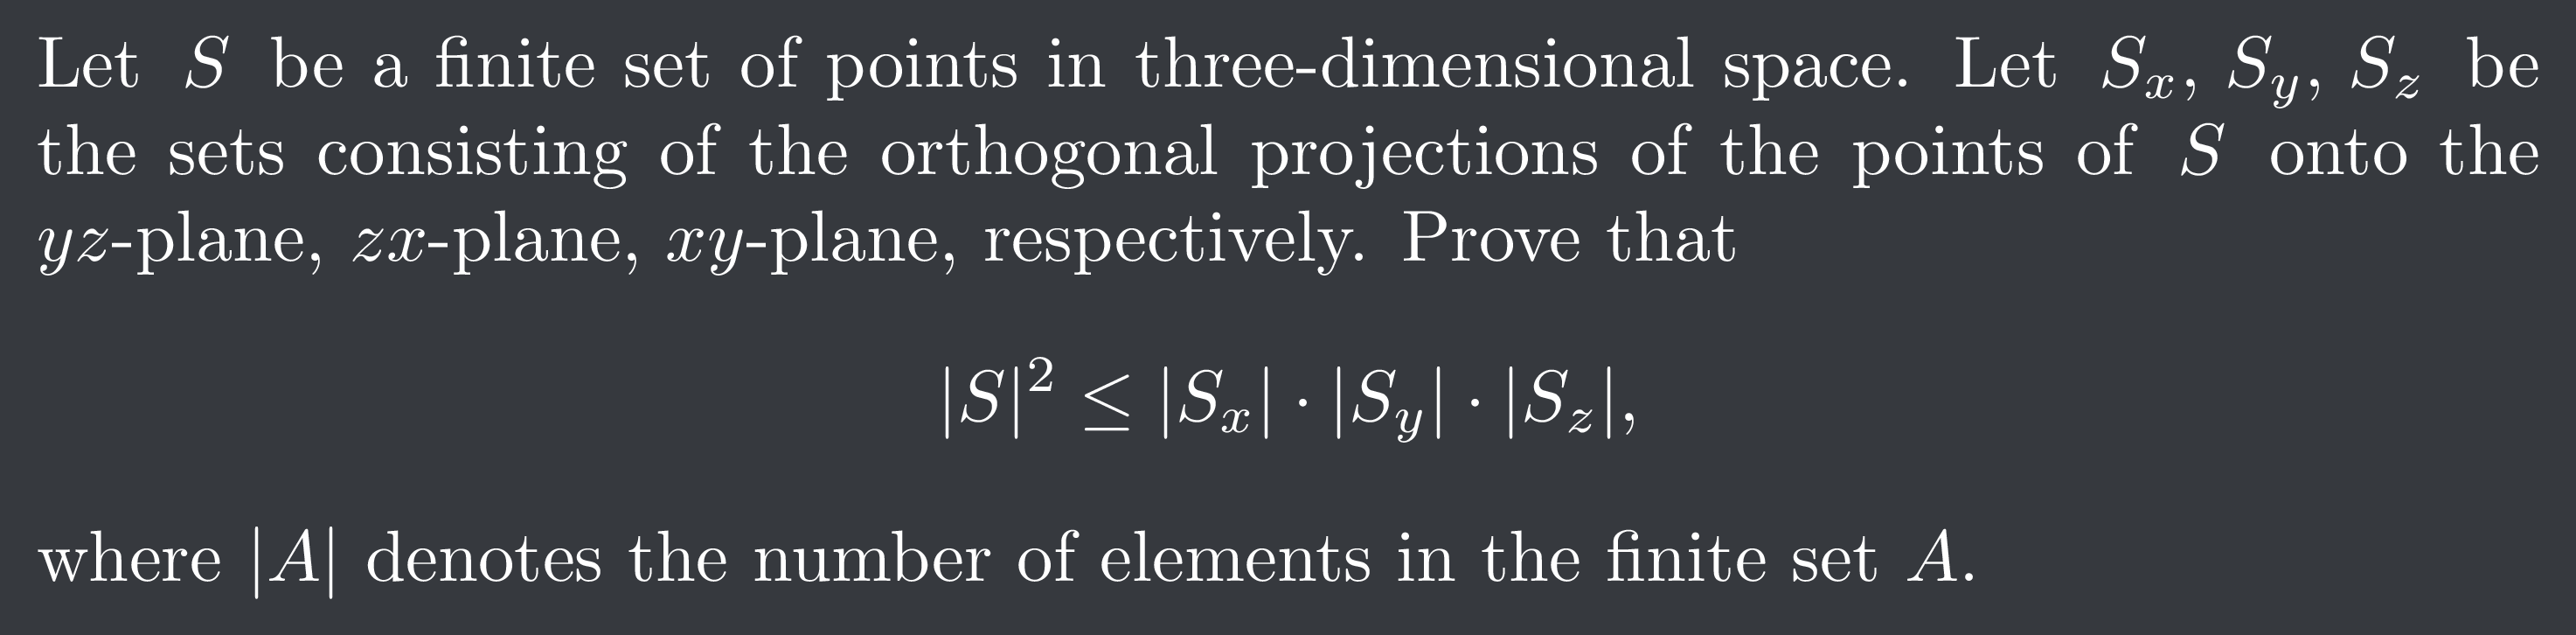 Let S be a finite set of points in three-dimensional space. Let S_x, S_y, S_z be
the sets consisting of the orthogonal projections of the points of S onto the
yz-plane, zx-plane, xy-plane, respectively. Prove that
|S|² ≤ |S_x| · |S_y| · |S_z|,
where |A| denotes the number of elements in the finite set A.